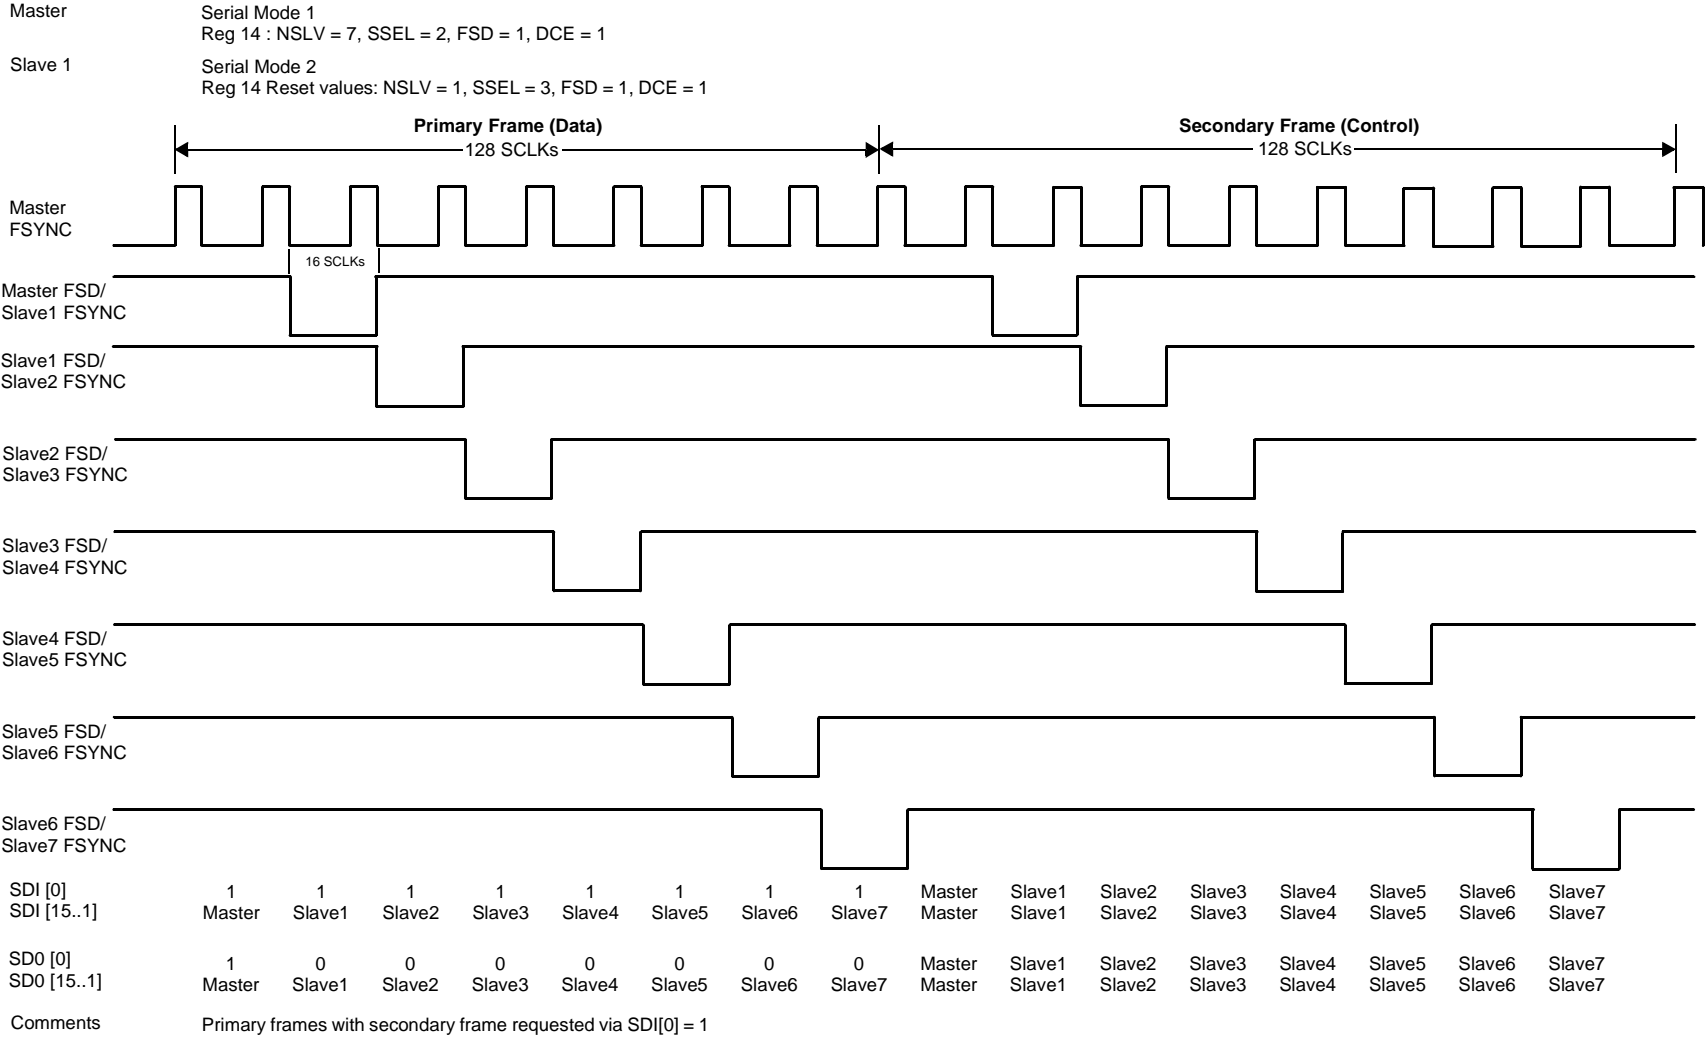 Master Serial Mode 1
Reg 14 : NSLV = 7, SSEL = 2, FSD = 1, DCE = 1
Slave 1 Serial Mode 2
Reg 14 Reset values: NSLV = 1, SSEL = 3, FSD = 1, DCE = 1
Primary Frame (Data) Secondary Frame (Control)
128 SCLKs 128 SCLKs
Master
FSYNC
16 SCLKs
Master FSD/
Slave1 FSYNC
Slave1 FSD/
Slave2 FSYNC
Slave2 FSD/
Slave3 FSYNC
Slave3 FSD/
Slave4 FSYNC
Slave4 FSD/
Slave5 FSYNC
Slave5 FSD/
Slave6 FSYNC
Slave6 FSD/
Slave7 FSYNC
SDI [0] 1 1 1 1 1 1 1 1 Master Slave1 Slave2 Slave3 Slave4 Slave5 Slave6 Slave7
SDI [15..1] Master Slave1 Slave2 Slave3 Slave4 Slave5 Slave6 Slave7 Master Slave1 Slave2 Slave3 Slave4 Slave5 Slave6 Slave7
SD0 [0] 1 0 0 0 0 0 0 0 Master Slave1 Slave2 Slave3 Slave4 Slave5 Slave6 Slave7
SD0 [15..1] Master Slave1 Slave2 Slave3 Slave4 Slave5 Slave6 Slave7 Master Slave1 Slave2 Slave3 Slave4 Slave5 Slave6 Slave7
Comments Primary frames with secondary frame requested via SDI[0] = 1